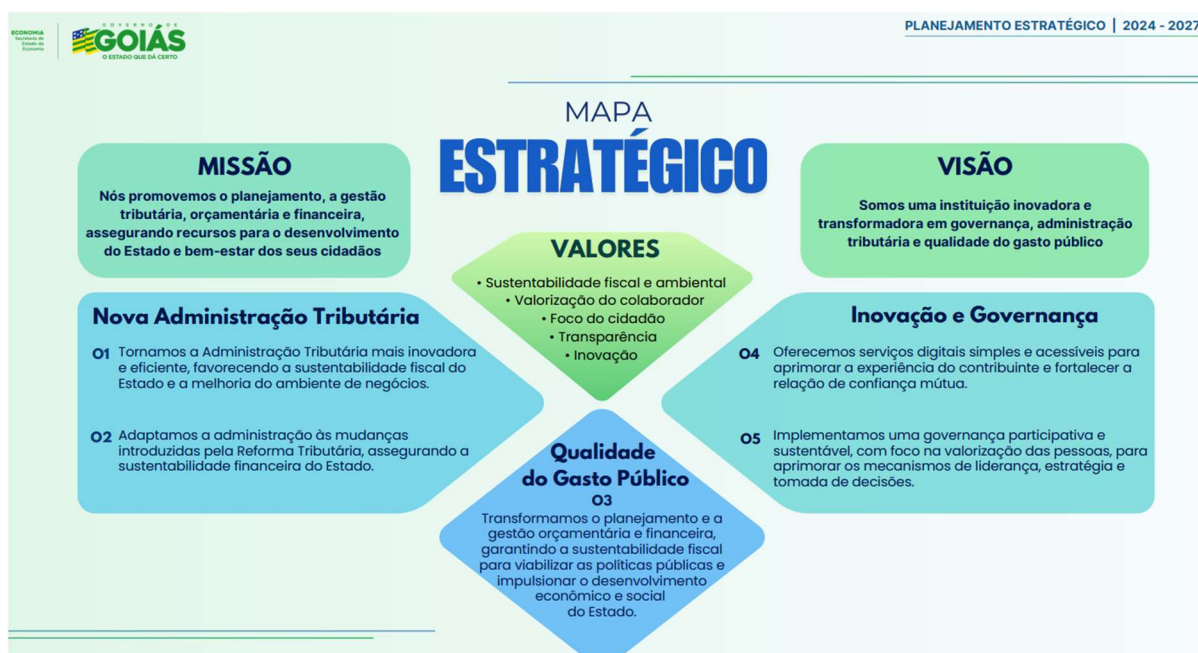 ECONOMIA
Secretaria de
Estado da
Economia
GOVERNO DE
GOIÁS
O ESTADO QUE DÁ CERTO
PLANEJAMENTO ESTRATÉGICO | 2024 - 2027
MAPA
ESTRATÉGICO
MISSÃO
Nós promovemos o planejamento, a gestão
tributária, orçamentária e financeira,
assegurando recursos para o desenvolvimento
do Estado e bem-estar dos seus cidadãos
VISÃO
Somos uma instituição inovadora e
transformadora em governança, administração
tributária e qualidade do gasto público
VALORES
• Sustentabilidade fiscal e ambiental
• Valorização do colaborador
• Foco do cidadão
• Transparência
• Inovação
Nova Administração Tributária
01 Tornamos a Administração Tributária mais inovadora
e eficiente, favorecendo a sustentabilidade fiscal do
Estado e a melhoria do ambiente de negócios.
02 Adaptamos a administração às mudanças
introduzidas pela Reforma Tributária, assegurando a
sustentabilidade financeira do Estado.
Qualidade
do Gasto Público
03
Transformamos o planejamento e a
gestão orçamentária e financeira,
garantindo a sustentabilidade fiscal
para viabilizar as políticas públicas e
impulsionar o desenvolvimento
econômico e social
do Estado.
Inovação e Governança
04 Oferecemos serviços digitais simples e acessíveis para
aprimorar a experiência do contribuinte e fortalecer a
relação de confiança mútua.
05 Implementamos uma governança participativa e
sustentável, com foco na valorização das pessoas, para
aprimorar os mecanismos de liderança, estratégia e
tomada de decisões.